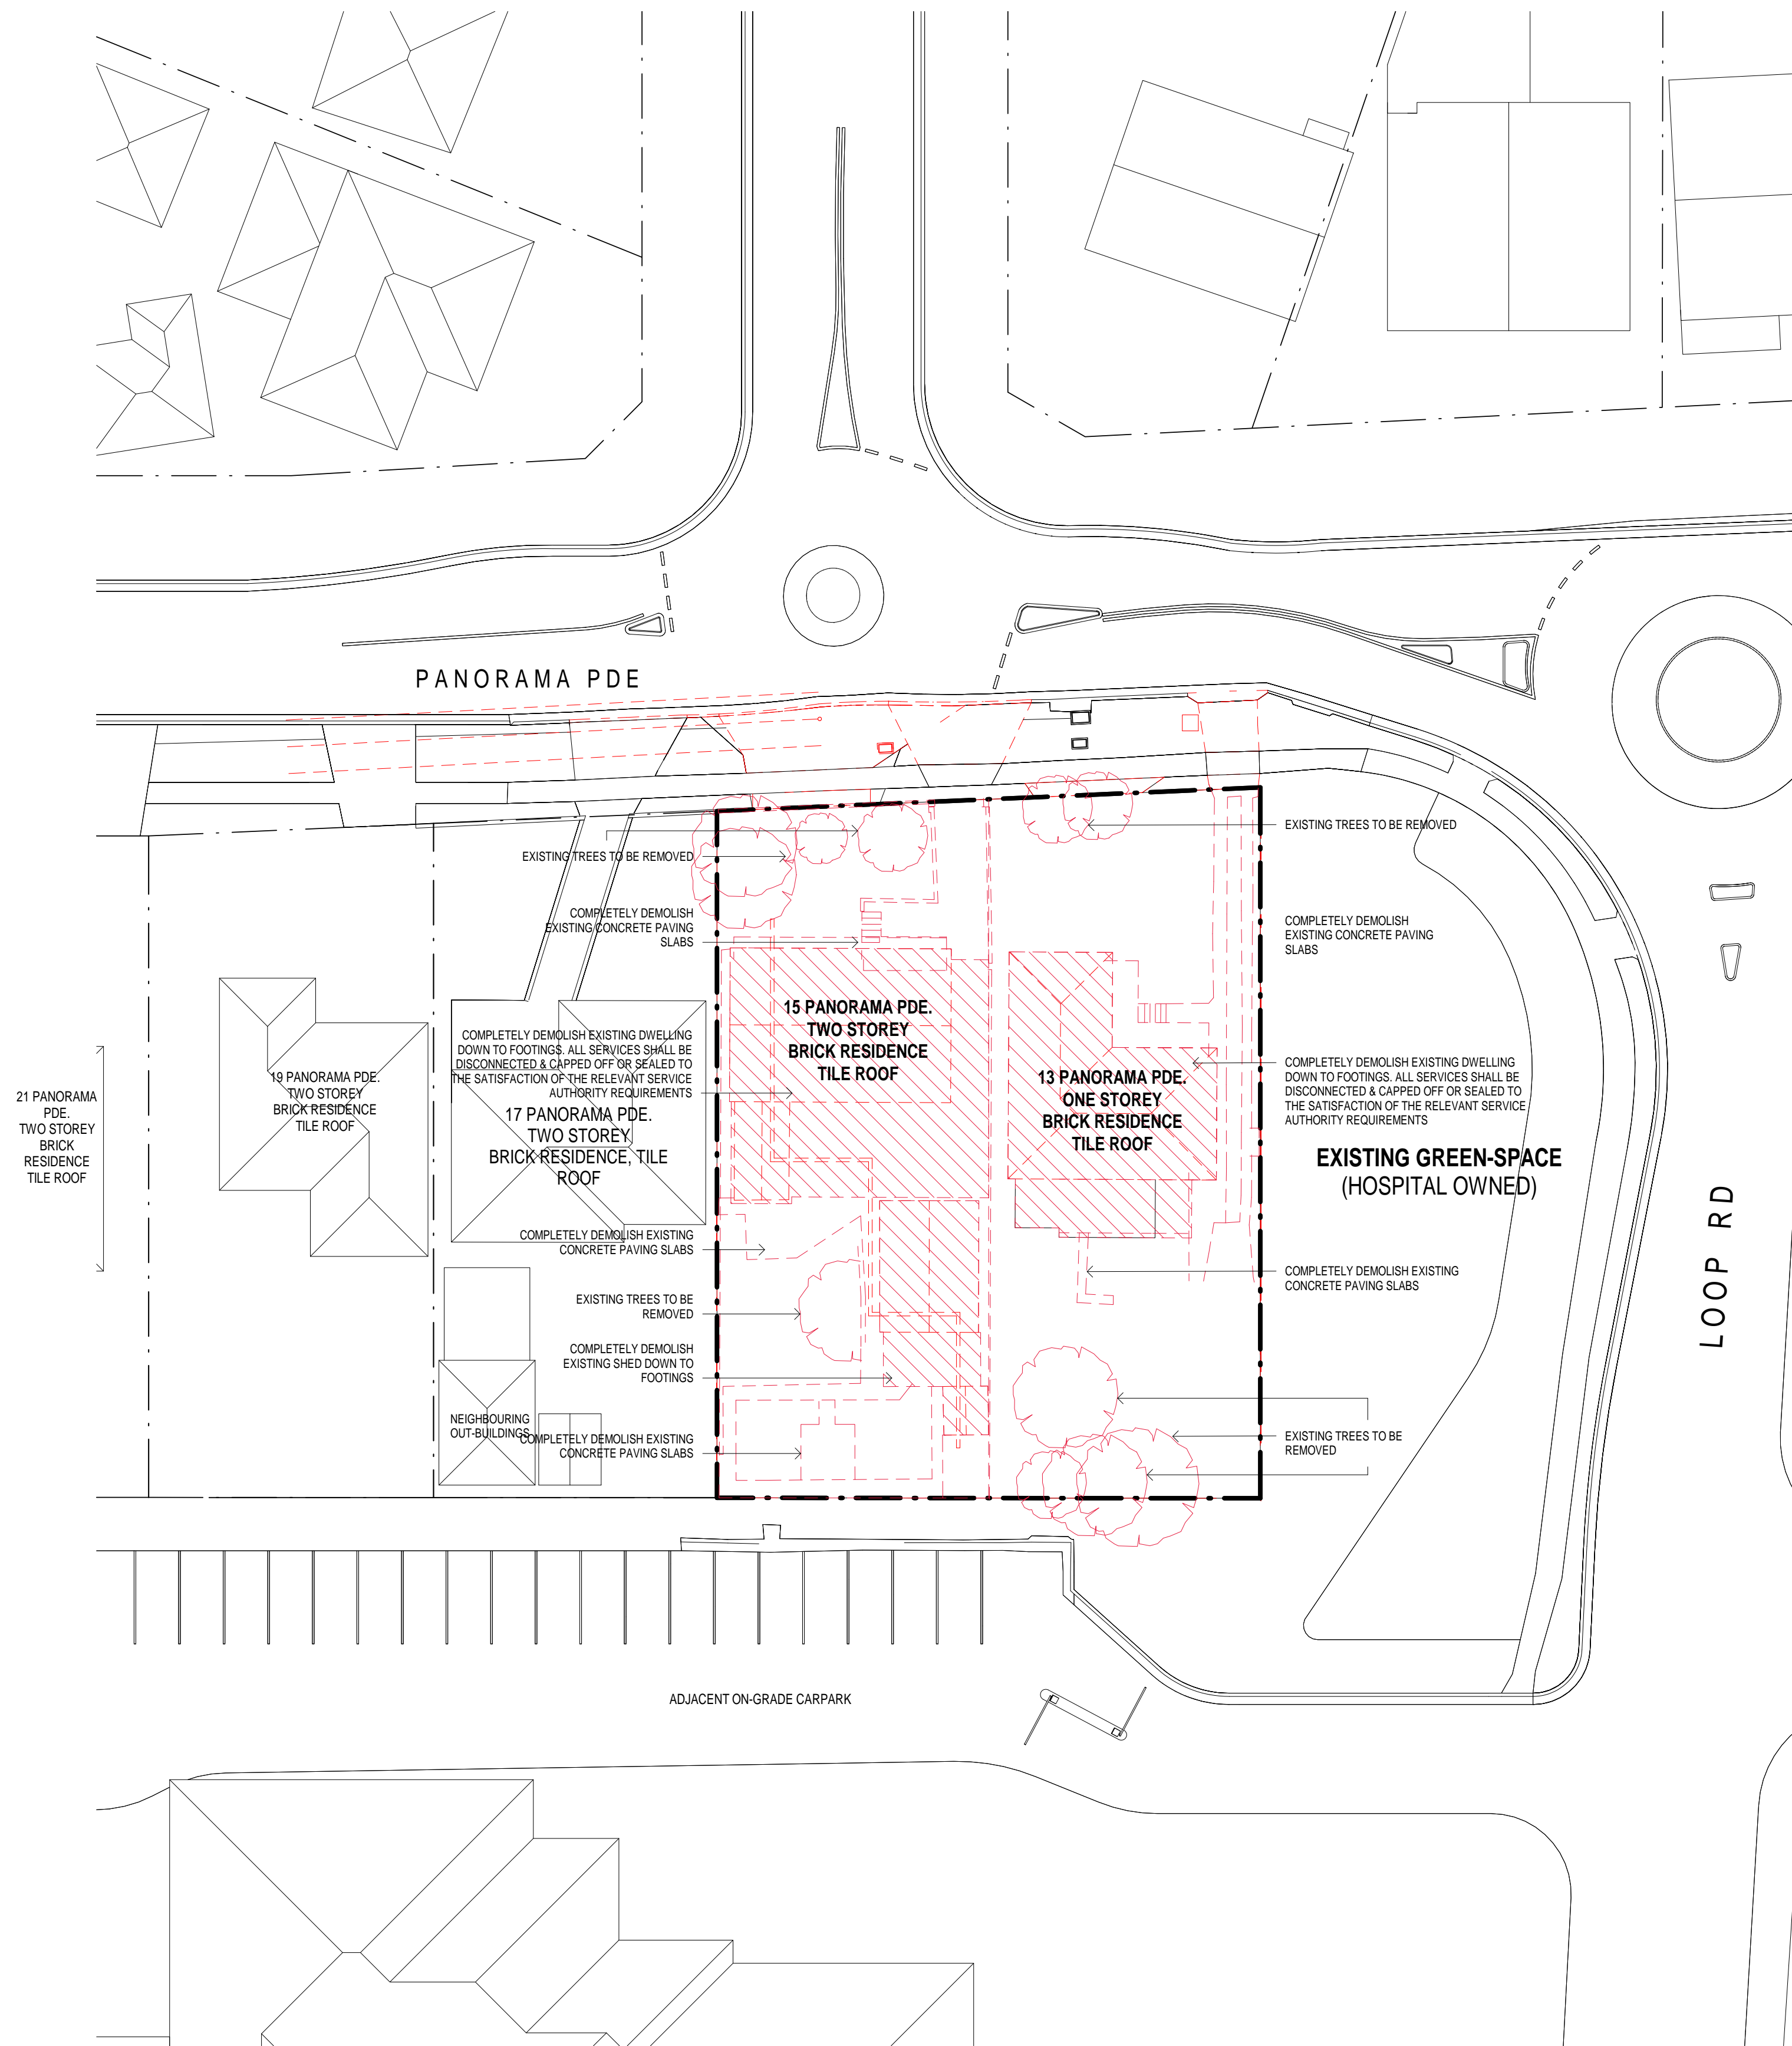 PANORAMA PDE
EXISTING TREES TO BE REMOVED
EXISTING TREES TO BE REMOVED
COMPLETELY DEMOLISH
EXISTING CONCRETE PAVING
SLABS
COMPLETELY DEMOLISH
EXISTING CONCRETE PAVING
SLABS
15 PANORAMA PDE.
TWO STOREY
BRICK RESIDENCE
TILE ROOF
COMPLETELY DEMOLISH EXISTING DWELLING
DOWN TO FOOTINGS. ALL SERVICES SHALL BE
DISCONNECTED & CAPPED OFF OR SEALED TO
THE SATISFACTION OF THE RELEVANT SERVICE
AUTHORITY REQUIREMENTS
13 PANORAMA PDE.
ONE STOREY
BRICK RESIDENCE
TILE ROOF
COMPLETELY DEMOLISH EXISTING DWELLING
DOWN TO FOOTINGS. ALL SERVICES SHALL BE
DISCONNECTED & CAPPED OFF OR SEALED TO
THE SATISFACTION OF THE RELEVANT SERVICE
AUTHORITY REQUIREMENTS
21 PANORAMA
PDE.
TWO STOREY
BRICK
RESIDENCE
TILE ROOF
19 PANORAMA PDE.
TWO STOREY
BRICK RESIDENCE
TILE ROOF
17 PANORAMA PDE.
TWO STOREY
BRICK RESIDENCE, TILE
ROOF
EXISTING GREEN-SPACE
(HOSPITAL OWNED)
LOOP RD
COMPLETELY DEMOLISH EXISTING
CONCRETE PAVING SLABS
COMPLETELY DEMOLISH EXISTING
CONCRETE PAVING SLABS
EXISTING TREES TO BE
REMOVED
COMPLETELY DEMOLISH
EXISTING SHED DOWN TO
FOOTINGS
NEIGHBOURING
OUT-BUILDINGS
COMPLETELY DEMOLISH EXISTING
CONCRETE PAVING SLABS
EXISTING TREES TO BE
REMOVED
ADJACENT ON-GRADE CARPARK